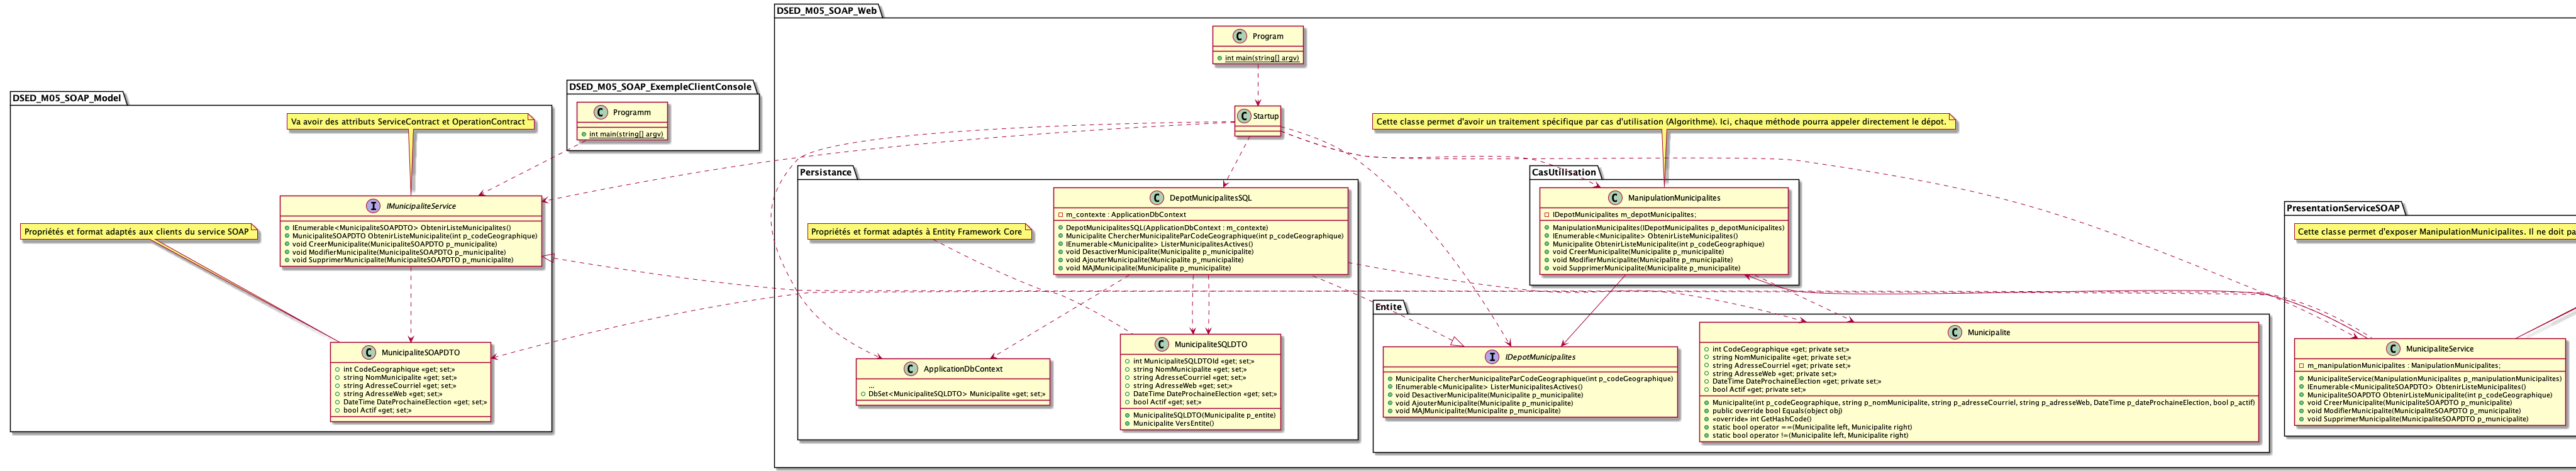 DSED_M05_SOAP_Web
Program
int main(string[] argv)
Startup
DSED_M05_SOAP_ExempleClientConsole
Programm
int main(string[] argv)
DSED_M05_SOAP_Model
Va avoir des attributs ServiceContract et OperationContract
IMunicipaliteService
IEnumerable<MunicipaliteSOAPDTO> ObtenirListeMunicipalites()
MunicipaliteSOAPDTO ObtenirListeMunicipalite(int p_codeGeographique)
void CreerMunicipalite(MunicipaliteSOAPDTO p_municipalite)
void ModifierMunicipalite(MunicipaliteSOAPDTO p_municipalite)
void SupprimerMunicipalite(MunicipaliteSOAPDTO p_municipalite)
Propriétés et format adaptés aux clients du service SOAP
MunicipaliteSOAPDTO
int CodeGeographique «get; set;»
string NomMunicipalite «get; set;»
string AdresseCourriel «get; set;»
string AdresseWeb «get; set;»
DateTime DateProchaineElection «get; set;»
bool Actif «get; set;»
Persistance
DepotMunicipalitesSQL
m_contexte : ApplicationDbContext
DepotMunicipalitesSQL(ApplicationDbContext : m_contexte)
Municipalite ChercherMunicipaliteParCodeGeographique(int p_codeGeographique)
IEnumerable<Municipalite> ListerMunicipalitesActives()
void DesactiverMunicipalite(Municipalite p_municipalite)
void AjouterMunicipalite(Municipalite p_municipalite)
void MAJMunicipalite(Municipalite p_municipalite)
Propriétés et format adaptés à Entity Framework Core
ApplicationDbContext
...
DbSet<MunicipaliteSQLDTO> Municipalite «get; set;»
MunicipaliteSQLDTO
int MunicipaliteSQLDTOId «get; set;»
string NomMunicipalite «get; set;»
string AdresseCourriel «get; set;»
string AdresseWeb «get; set;»
DateTime DateProchaineElection «get; set;»
bool Actif «get; set;»
MunicipaliteSQLDTO(Municipalite p_entite)
Municipalite VersEntite()
Cette classe permet d'avoir un traitement spécifique par cas d'utilisation (Algorithme). Ici, chaque méthode pourra appeler directement le dépot.
CasUtilisation
ManipulationMunicipalites
IDepotMunicipalites m_depotMunicipalites;
ManipulationMunicipalites(IDepotMunicipalites p_depotMunicipalites)
IEnumerable<Municipalite> ObtenirListeMunicipalites()
Municipalite ObtenirListeMunicipalite(int p_codeGeographique)
void CreerMunicipalite(Municipalite p_municipalite)
void ModifierMunicipalite(Municipalite p_municipalite)
void SupprimerMunicipalite(Municipalite p_municipalite)
Entite
IDepotMunicipalites
Municipalite ChercherMunicipaliteParCodeGeographique(int p_codeGeographique)
IEnumerable<Municipalite> ListerMunicipalitesActives()
void DesactiverMunicipalite(Municipalite p_municipalite)
void AjouterMunicipalite(Municipalite p_municipalite)
void MAJMunicipalite(Municipalite p_municipalite)
Municipalite
int CodeGeographique «get; private set;»
string NomMunicipalite «get; private set;»
string AdresseCourriel «get; private set;»
string AdresseWeb «get; private set;»
DateTime DateProchaineElection «get; private set;»
bool Actif «get; private set;»
Municipalite(int p_codeGeographique, string p_nomMunicipalite, string p_adresseCourriel, string p_adresseWeb, DateTime p_dateProchaineElection, bool p_actif)
public override bool Equals(object obj)
«override» int GetHashCode()
static bool operator ==(Municipalite left, Municipalite right)
static bool operator !=(Municipalite left, Municipalite right)
PresentationServiceSOAP
Cette classe permet d'exposer ManipulationMunicipalites. Il ne doit pa
MunicipaliteService
m_manipulationMunicipalites : ManipulationMunicipalites;
MunicipaliteService(ManipulationMunicipales p_manipulationMunicipalites)
IEnumerable<MunicipaliteSOAPDTO> ObtenirListeMunicipalites()
MunicipaliteSOAPDTO ObtenirListeMunicipalite(int p_codeGeographique)
void CreerMunicipalite(MunicipaliteSOAPDTO p_municipalite)
void ModifierMunicipalite(MunicipaliteSOAPDTO p_municipalite)
void SupprimerMunicipalite(MunicipaliteSOAPDTO p_municipalite)